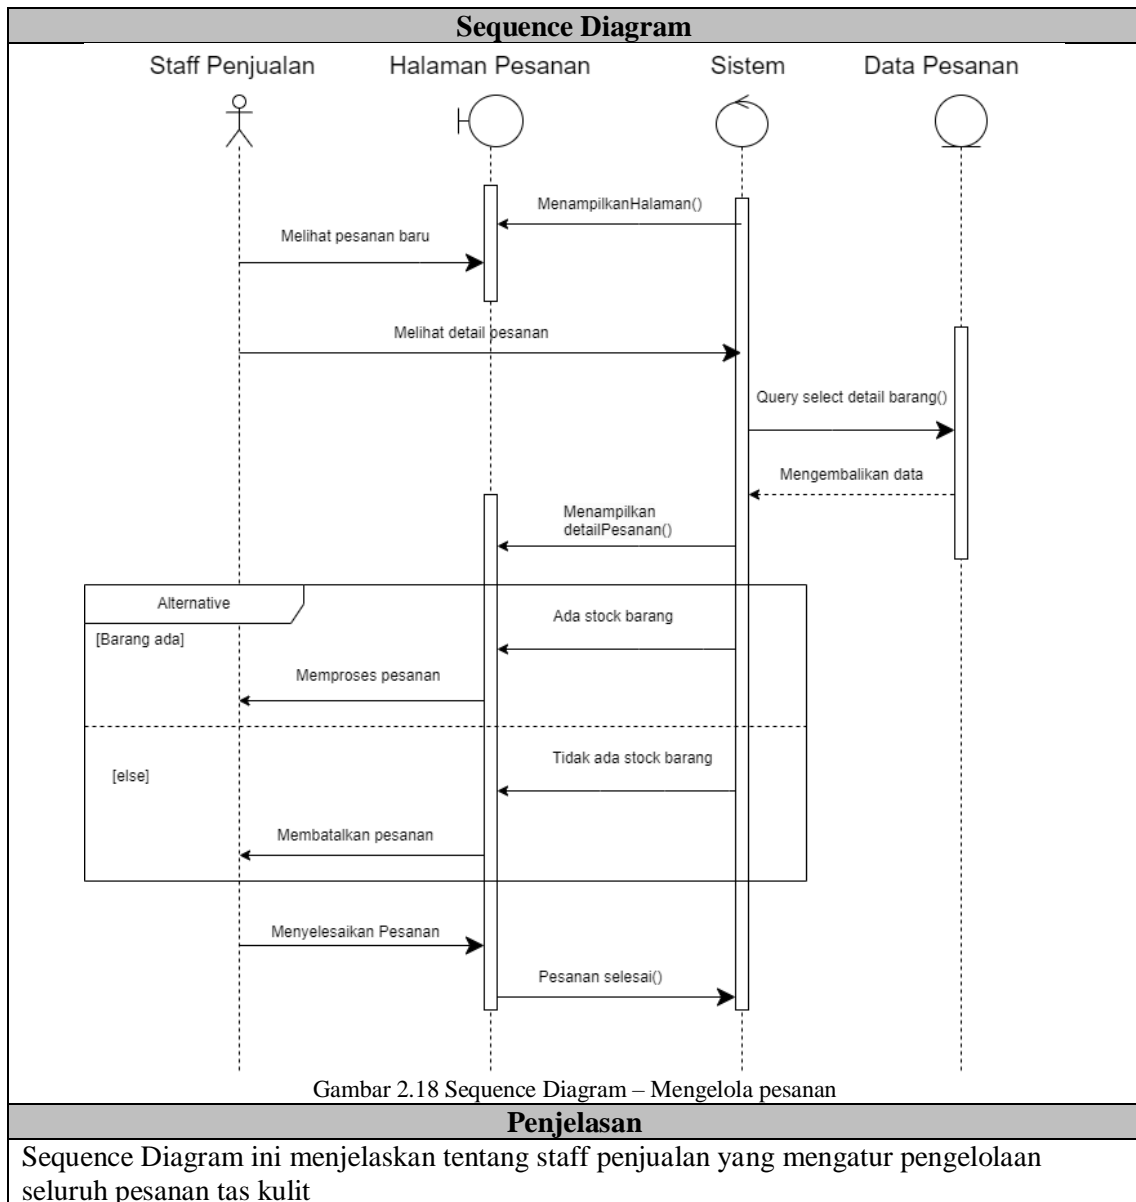 Sequence Diagram
Staff Penjualan
Halaman Pesanan
Sistem
Data Pesanan
MenampilkanHalaman()
Melihat pesanan baru
Melihat detail pesanan
Query select detail barang()
Mengembalikan data
Menampilkan
detailPesanan()
Alternative
[Barang ada]
Ada stock barang
Memproses pesanan
Tidak ada stock barang
[else]
Membatalkan pesanan
Menyelesaikan Pesanan
Pesanan selesai()
Gambar 2.18 Sequence Diagram – Mengelola pesanan
Penjelasan
Sequence Diagram ini menjelaskan tentang staff penjualan yang mengatur pengelolaan
seluruh pesanan tas kulit